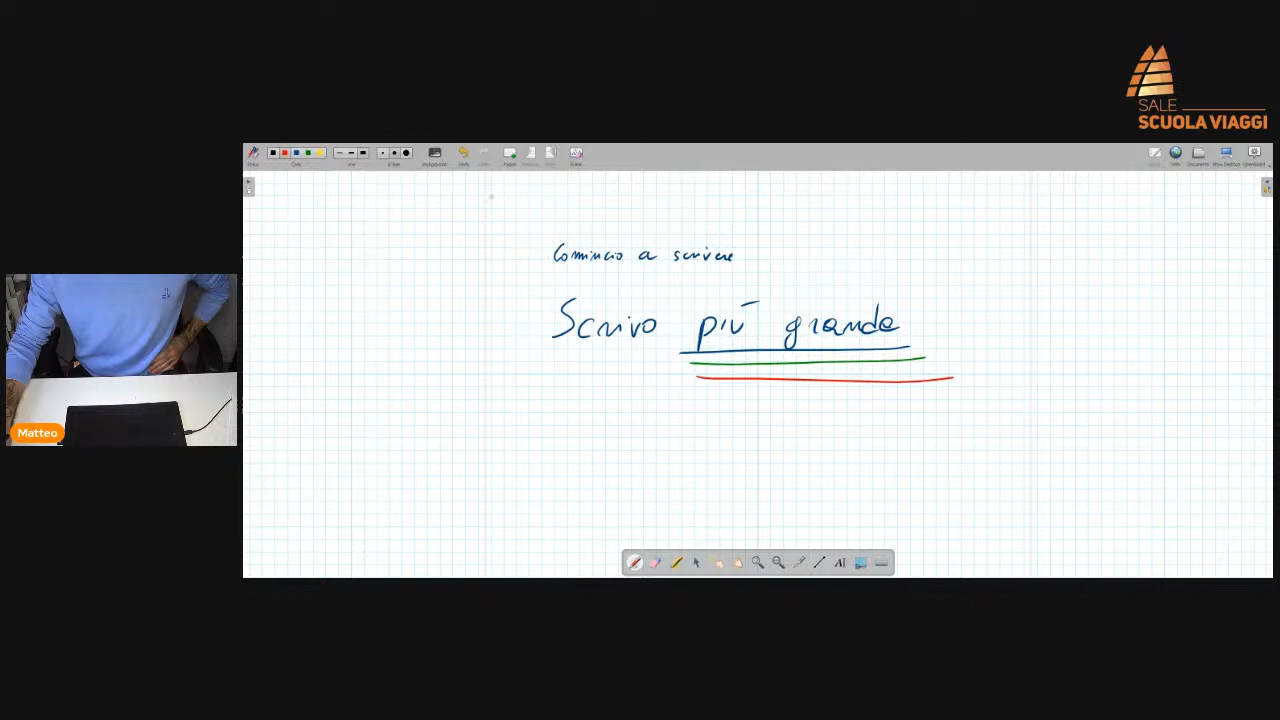 SALE
SCUOLA VIAGGI
Comincio a scrivere
Scrivo più grande
Matteo